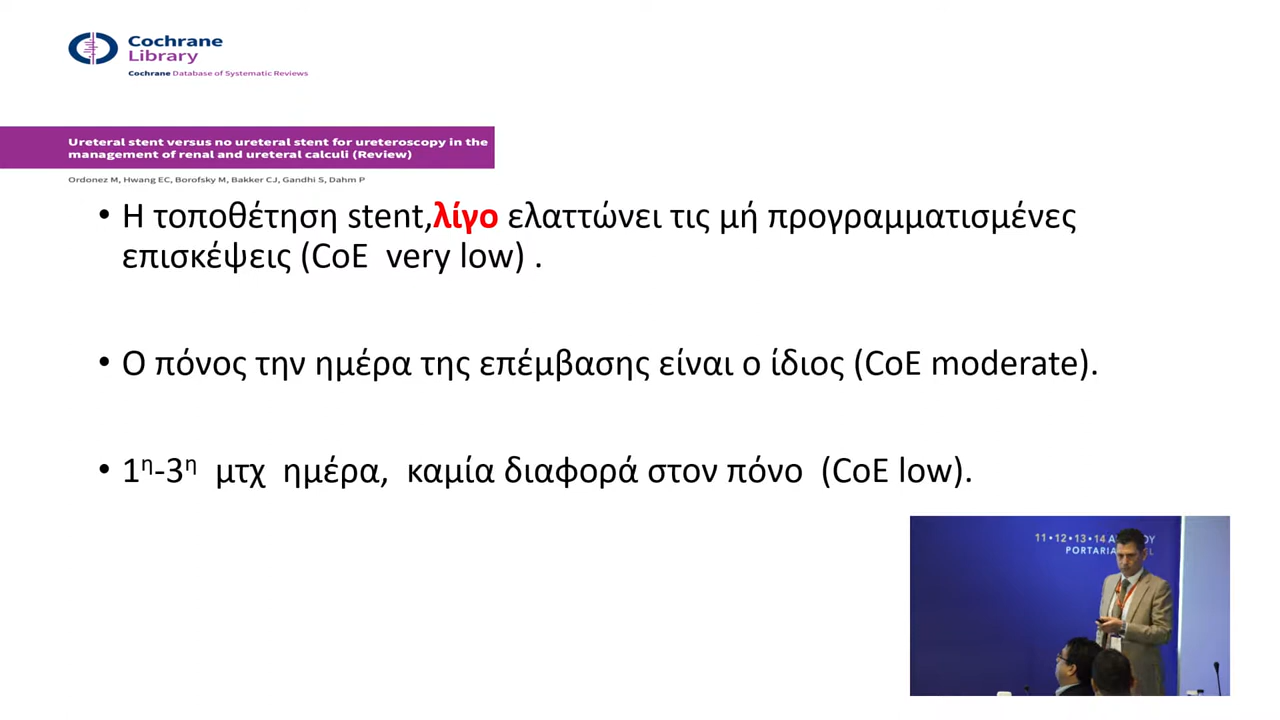 Cochrane
Library
Cochrane Database of Systematic Reviews
Ureteral stent versus no ureteral stent for ureteroscopy in the
management of renal and ureteral calculi (Review)
Ordonez M, Hwang EC, Borofsky M, Bakker CJ, Gandhi S, Dahm P
• Η τοποθέτηση stent,λίγο ελαττώνει τις μή προγραμματισμένες
επισκέψεις (CoE very low) .
• Ο πόνος την ημέρα της επέμβασης είναι ο ίδιος (CoE moderate).
• 1η-3η μτχ ημέρα, καμία διαφορά στον πόνο (CoE low).
11•12•13•14
PORTARIA